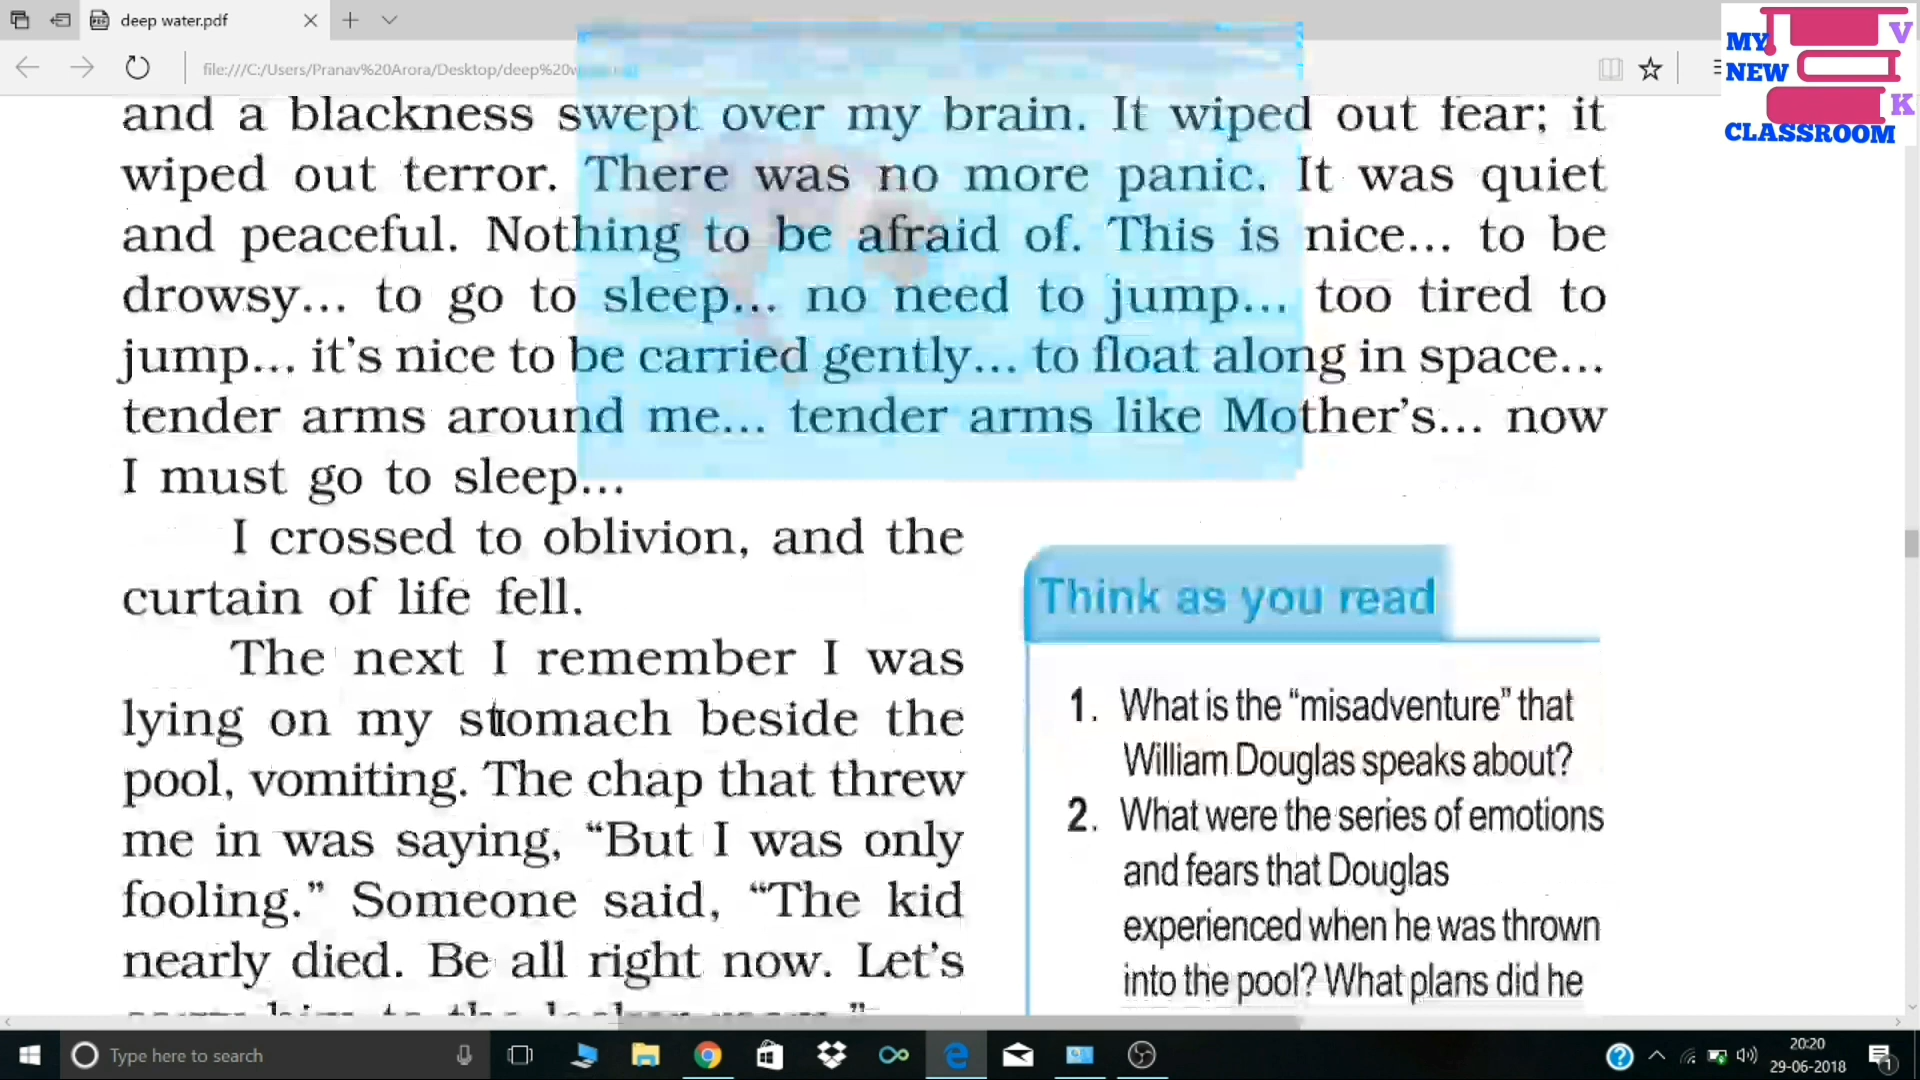 deep water.pdf
MY
NEW
CLASSROOM
V
K
file:///C:/Users/Pranav%20Arora/Desktop/deep%20
and a blackness swept over my brain. It wiped out fear; it
wiped out terror. There was no more panic. It was quiet
and peaceful. Nothing to be afraid of. This is nice... to be
drowsy... to go to sleep... no need to jump... too tired to
jump... it's nice to be carried gently... to float along in space...
tender arms around me... tender arms like Mother's... now
I must go to sleep...
I crossed to oblivion, and the
curtain of life fell.
The next I remember I was
lying on my stomach beside the
pool, vomiting. The chap that threw
me in was saying, “But I was only
fooling.” Someone said, “The kid
nearly died. Be all right now. Let's
Think as you read
1. What is the “misadventure” that
William Douglas speaks about?
2. What were the series of emotions
and fears that Douglas
experienced when he was thrown
into the pool? What plans did he
Type here to search
20:20
29-06-2018
1